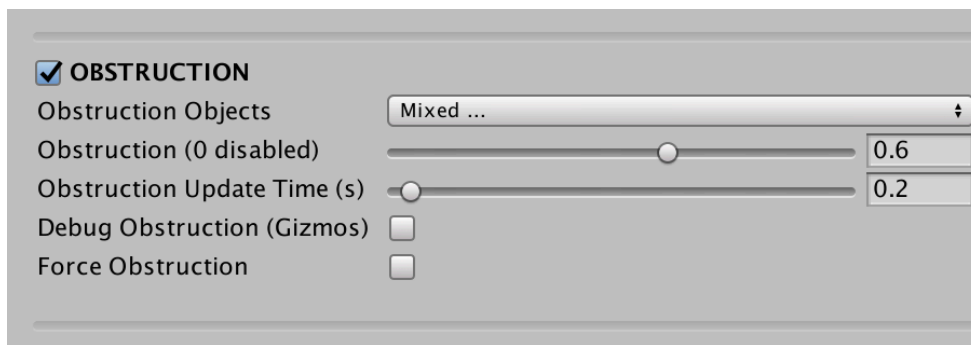 OBSTRUCTION
Obstruction Objects Mixed ...
Obstruction (0 disabled) 0.6
Obstruction Update Time (s) 0.2
Debug Obstruction (Gizmos)
Force Obstruction